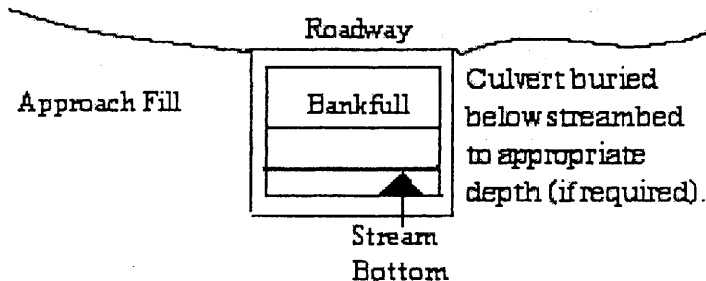 Roadway
Approach Fill
Bankfull
Culvert buried
below streambed
to appropriate
depth (if required).
Stream
Bottom